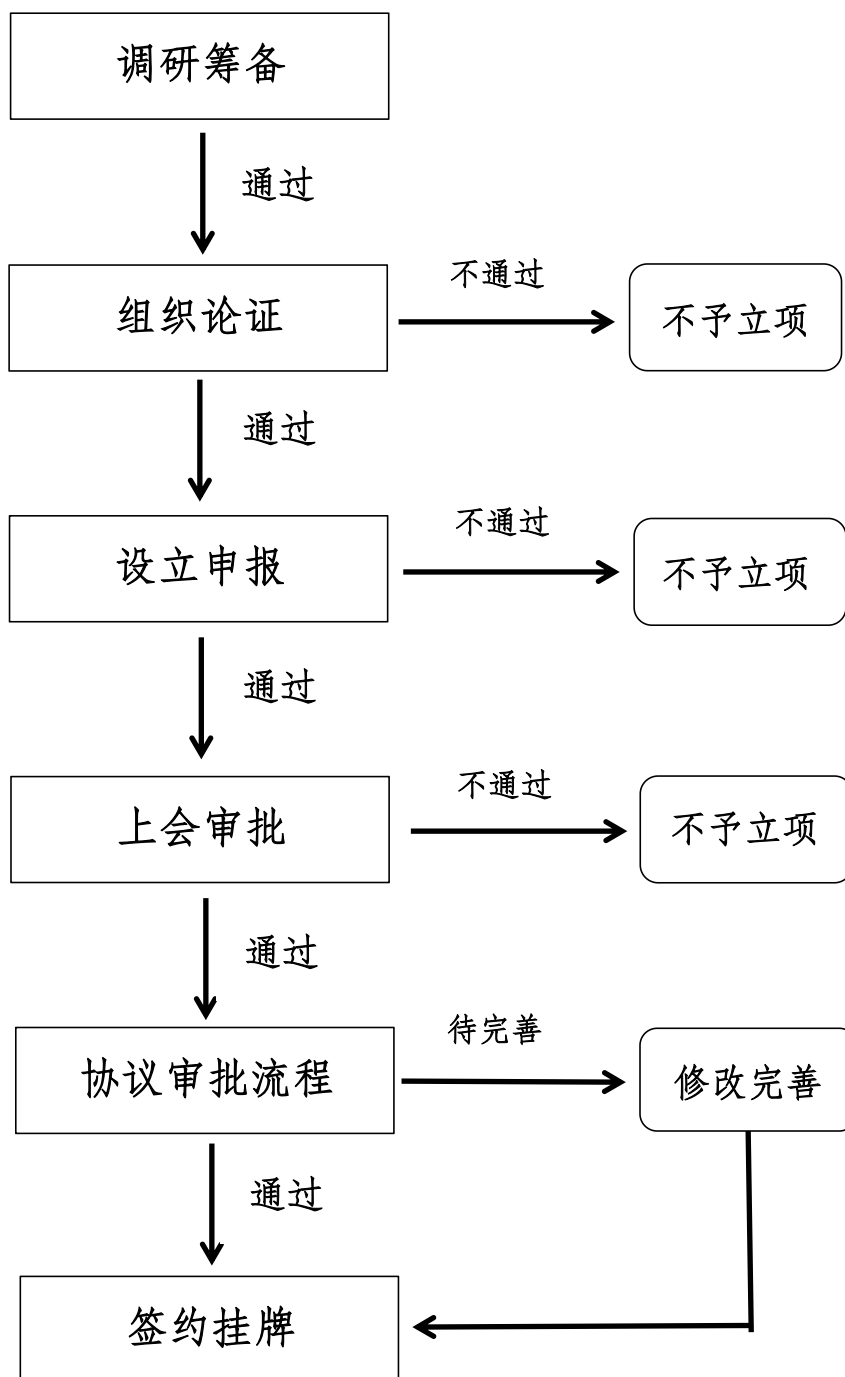 调研筹备
通过
组织论证
不通过
不予立项
通过
设立申报
不通过
不予立项
通过
上会审批
不通过
不予立项
通过
协议审批流程
待完善
修改完善
通过
签约挂牌